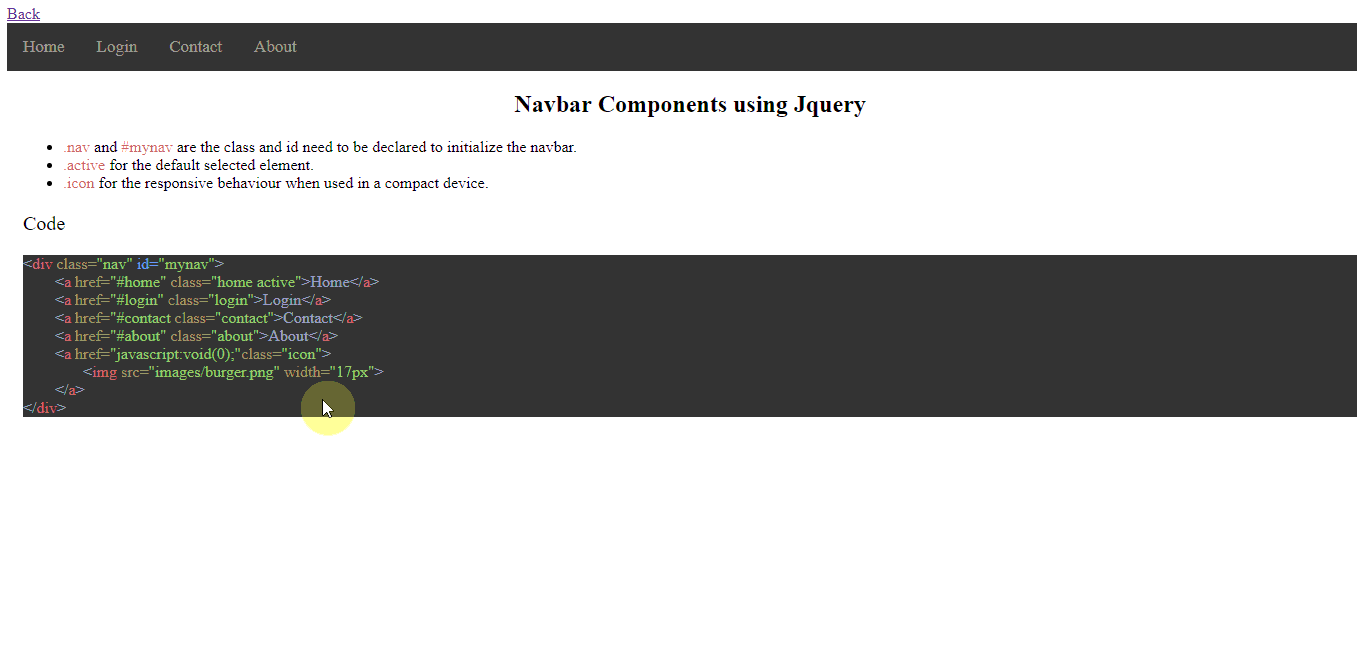 Back
Home Login Contact About
Navbar Components using Jquery
.nav and #mynav are the class and id need to be declared to initialize the navbar.
.active for the default selected element.
.icon for the responsive behaviour when used in a compact device.
Code
<div class="nav" id="mynav">
<a href="#home" class="home active">Home</a>
<a href="#login" class="login">Login</a>
<a href="#contact class="contact">Contact</a>
<a href="#about" class="about">About</a>
<a href="javascript:void(0);"class="icon">
<img src="images/burger.png" width="17px">
</a>
</div>